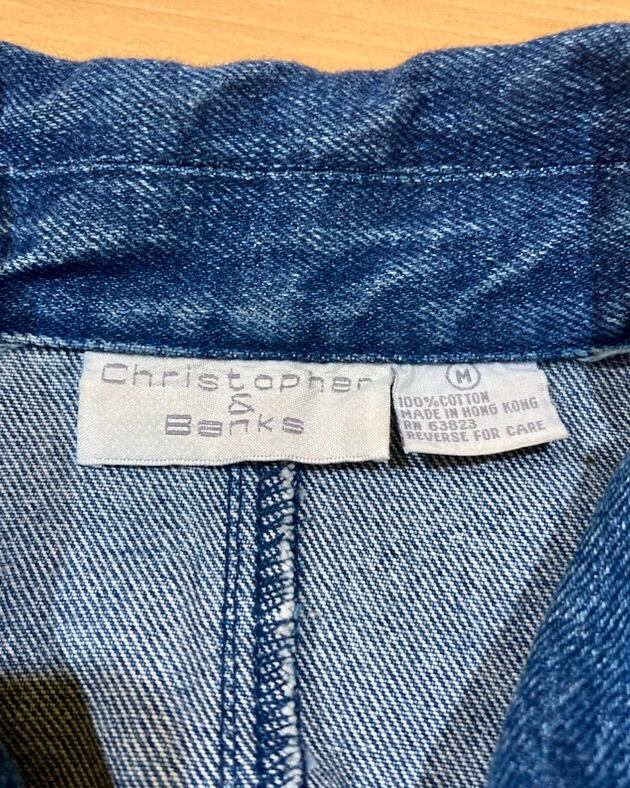 Christopher
&
Banks
M
100% COTTON
MADE IN HONG KONG
RN 63823
REVERSE FOR CARE